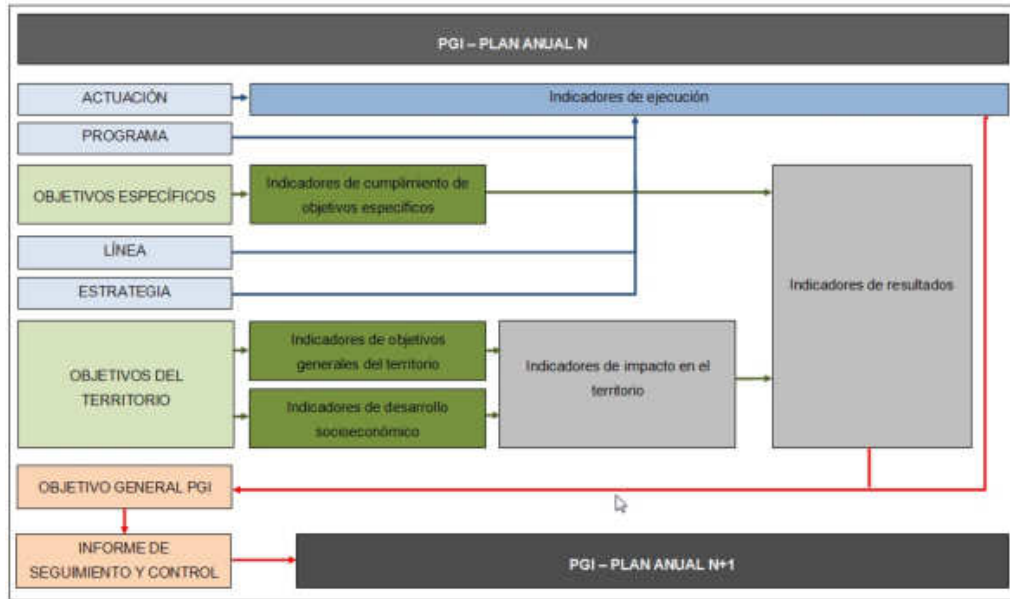 PGI – PLAN ANUAL N
ACTUACIÓN
Indicadores de ejecución
PROGRAMA
OBJETIVOS ESPECÍFICOS
Indicadores de cumplimiento de
objetivos específicos
LÍNEA
ESTRATEGIA
Indicadores de resultados
OBJETIVOS DEL
TERRITORIO
Indicadores de objetivos
generales del territorio
Indicadores de desarrollo
socioeconómico
Indicadores de impacto en el
territorio
OBJETIVO GENERAL PGI
INFORME DE
SEGUIMIENTO Y CONTROL
PGI – PLAN ANUAL N+1